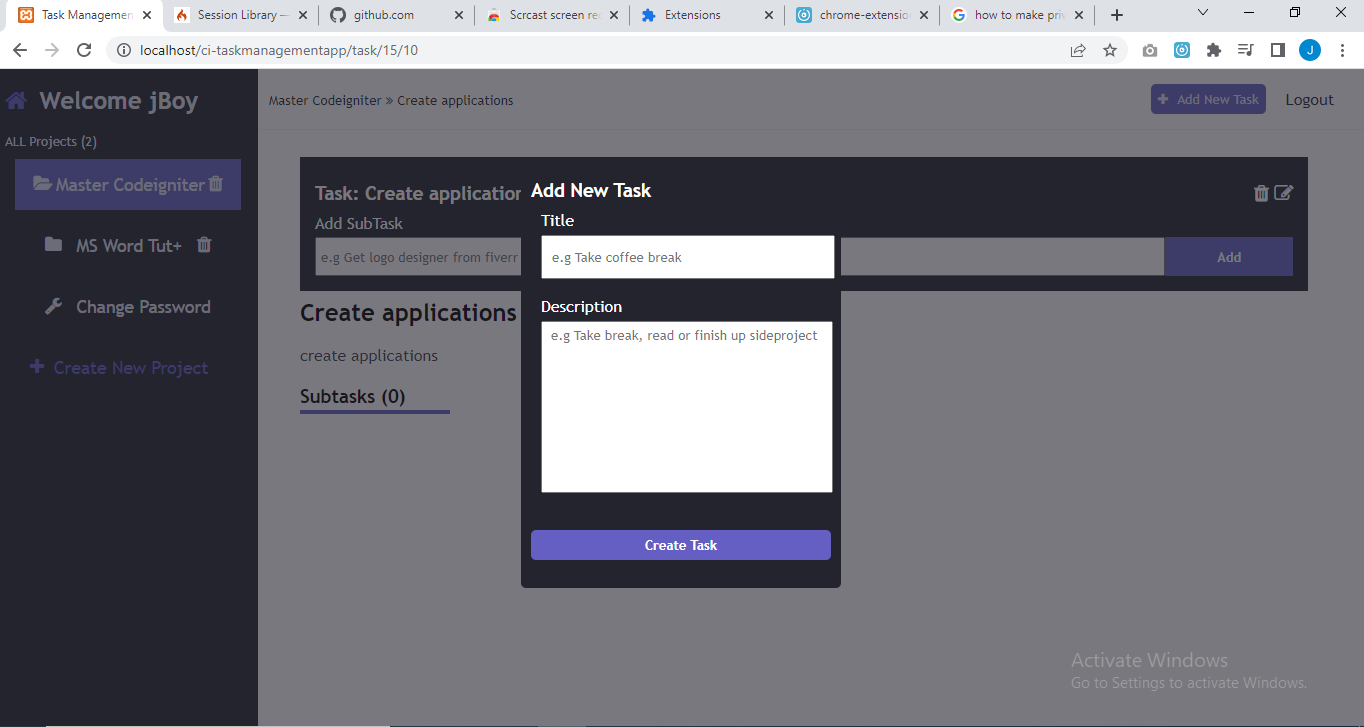 Task Managemen
Session Library —
github.com
Scrcast screen re
Extensions
chrome-extensio
how to make pri
localhost/ci-taskmanagementapp/task/15/10
J
Welcome jBoy
Master Codeigniter » Create applications
Add New Task
Logout
ALL Projects (2)
Master Codeigniter
MS Word Tut+
Change Password
Create New Project
Task: Create application
Add SubTask
e.g Get logo designer from fiverr
Add
Create applications
create applications
Subtasks (0)
Add New Task
Title
e.g Take coffee break
Description
e.g Take break, read or finish up sideproject
Create Task
Activate Windows
Go to Settings to activate Windows.